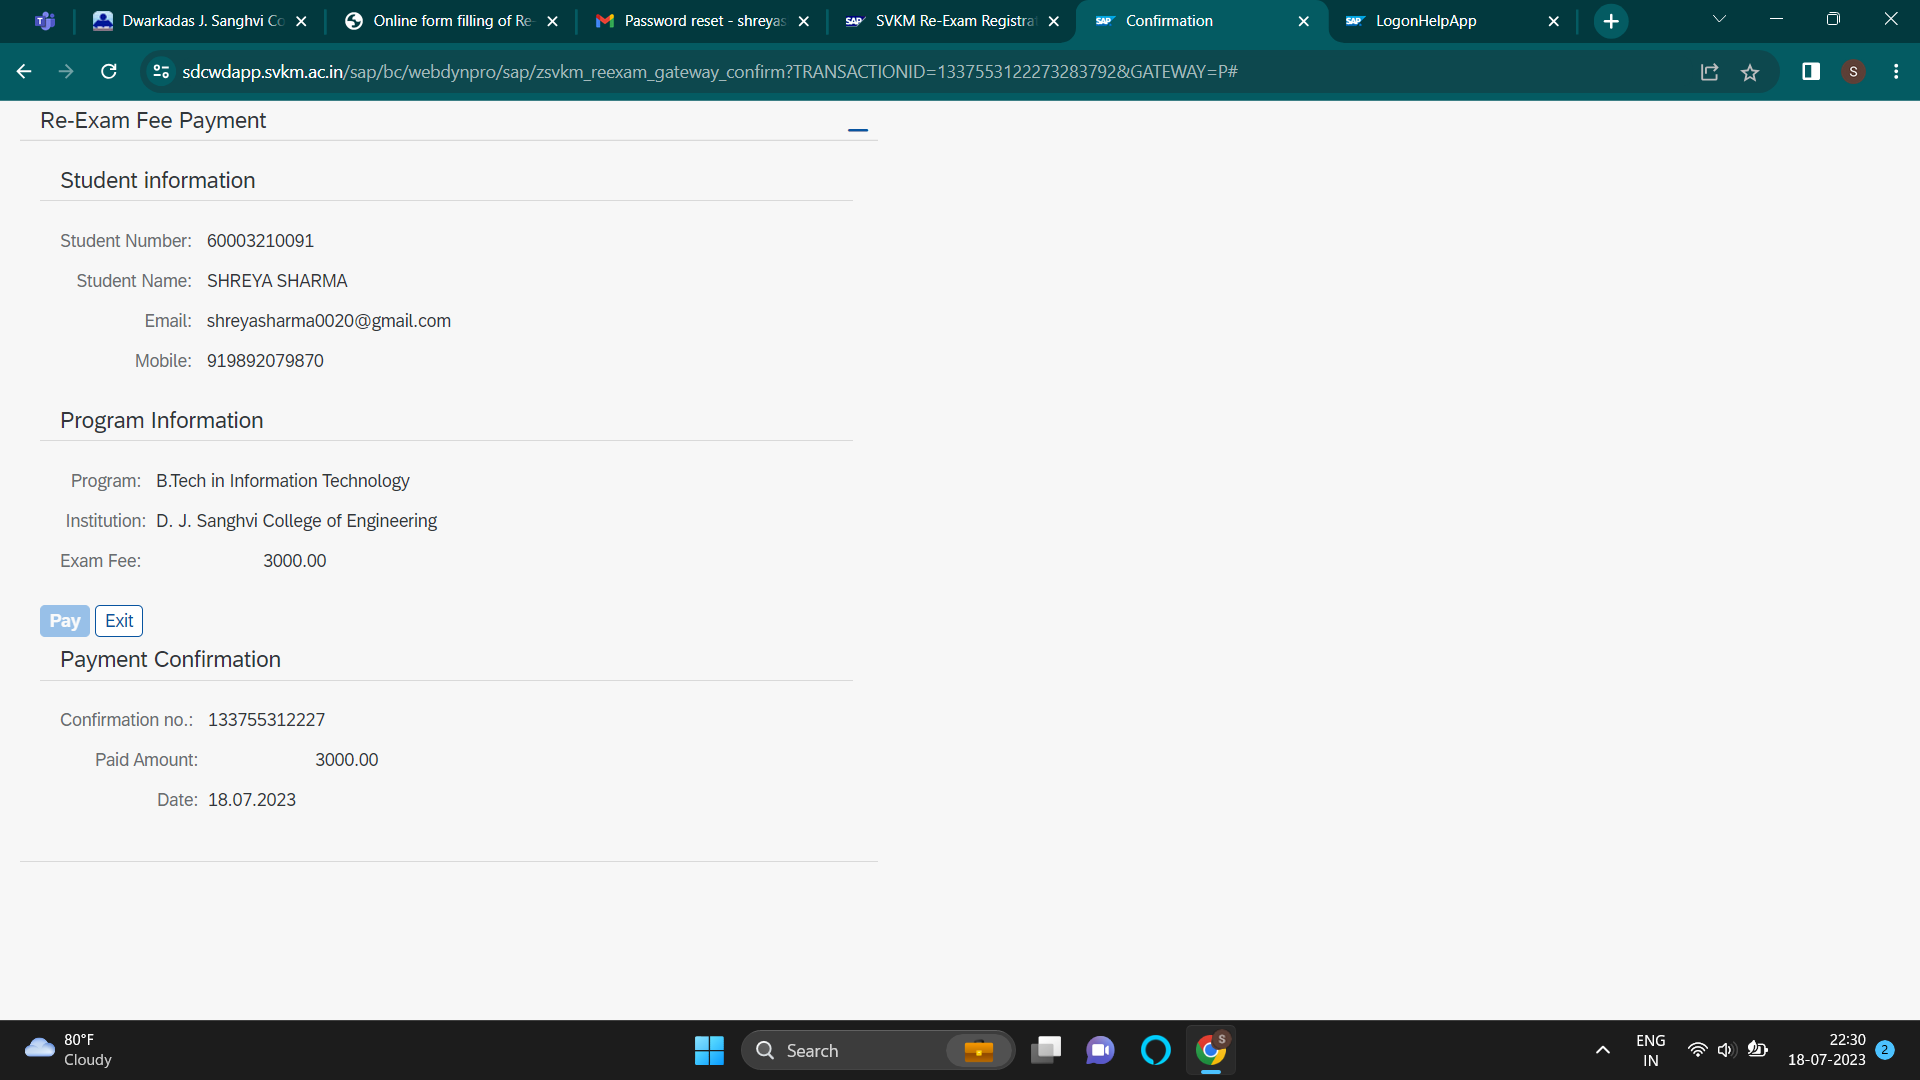 Dwarkadas J. Sanghvi Co
Online form filling of Re-
Password reset - shreyas
SAP SVKM Re-Exam Registrat
SAP Confirmation
SAP LogonHelpApp
sdcwdapp.svkm.ac.in/sap/bc/webdynpro/sap/zsvkm_reexam_gateway_confirm?TRANSACTIONID=1337553122273283792&GATEWAY=P#
S
Re-Exam Fee Payment
Student information
Student Number: 60003210091
Student Name: SHREYA SHARMA
Email: shreyasharma0020@gmail.com
Mobile: 919892079870
Program Information
Program: B.Tech in Information Technology
Institution: D. J. Sanghvi College of Engineering
Exam Fee: 3000.00
Pay Exit
Payment Confirmation
Confirmation no.: 133755312227
Paid Amount: 3000.00
Date: 18.07.2023
80°F
Cloudy
Search
S
ENG
IN
22:30
18-07-2023
2